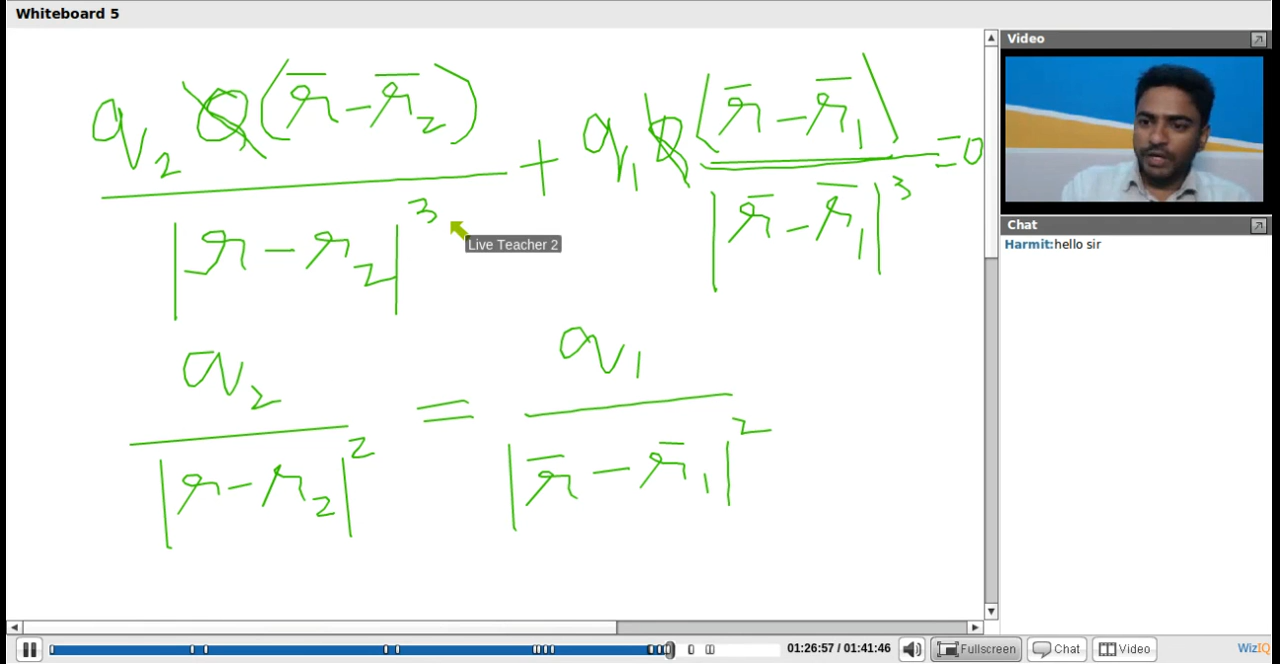 Whiteboard 5
q₂ Q (r̅ - r̅₂) / |r - r₂|³ + q₁ Q (r̅ - r̅₁) / |r̅ - r̅₁|³ = 0
Live Teacher 2
q₂ / |r - r₂|² = q₁ / |r̅ - r̅₁|²
Video
Chat
Harmit:hello sir
01:26:57 / 01:41:46
Fullscreen
Chat
Video
WizIQ